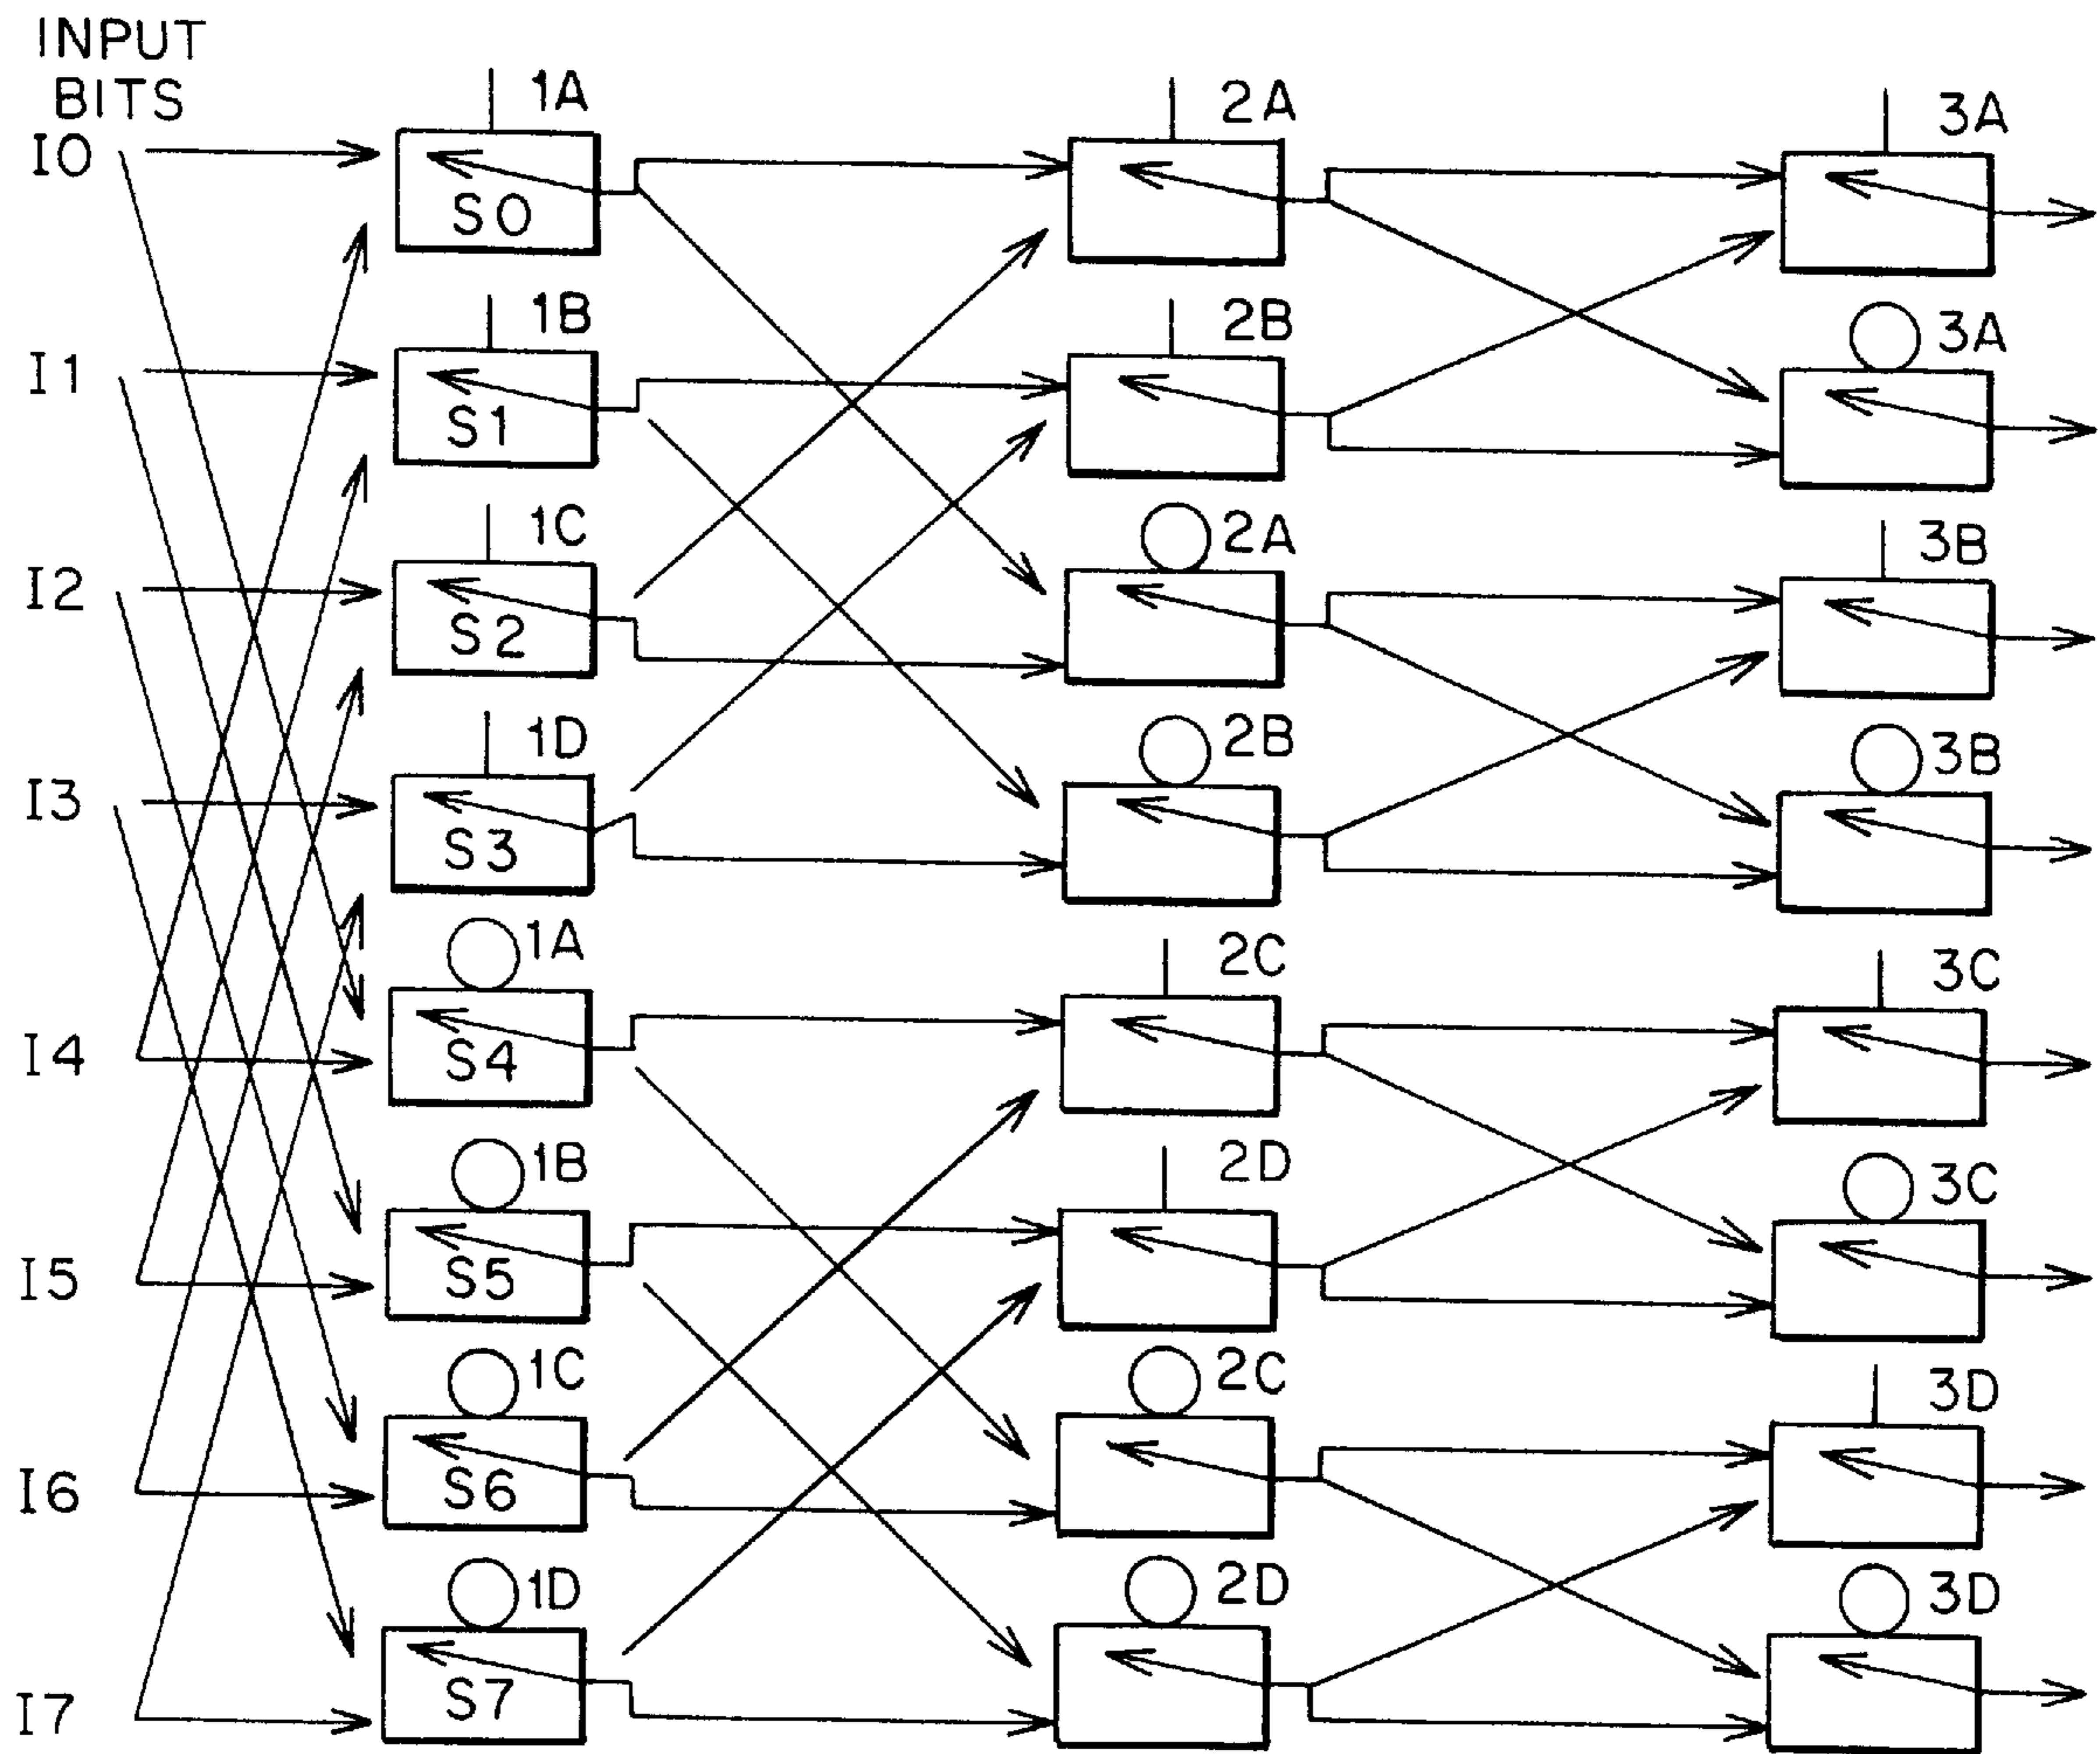 INPUT
BITS
I0
1A
S0
2A
3A
I1
1B
S1
2B
3A
I2
1C
S2
2A
3B
I3
1D
S3
2B
3B
I4
1A
S4
2C
3C
I5
1B
S5
2D
3C
I6
1C
S6
2C
3D
I7
1D
S7
2D
3D